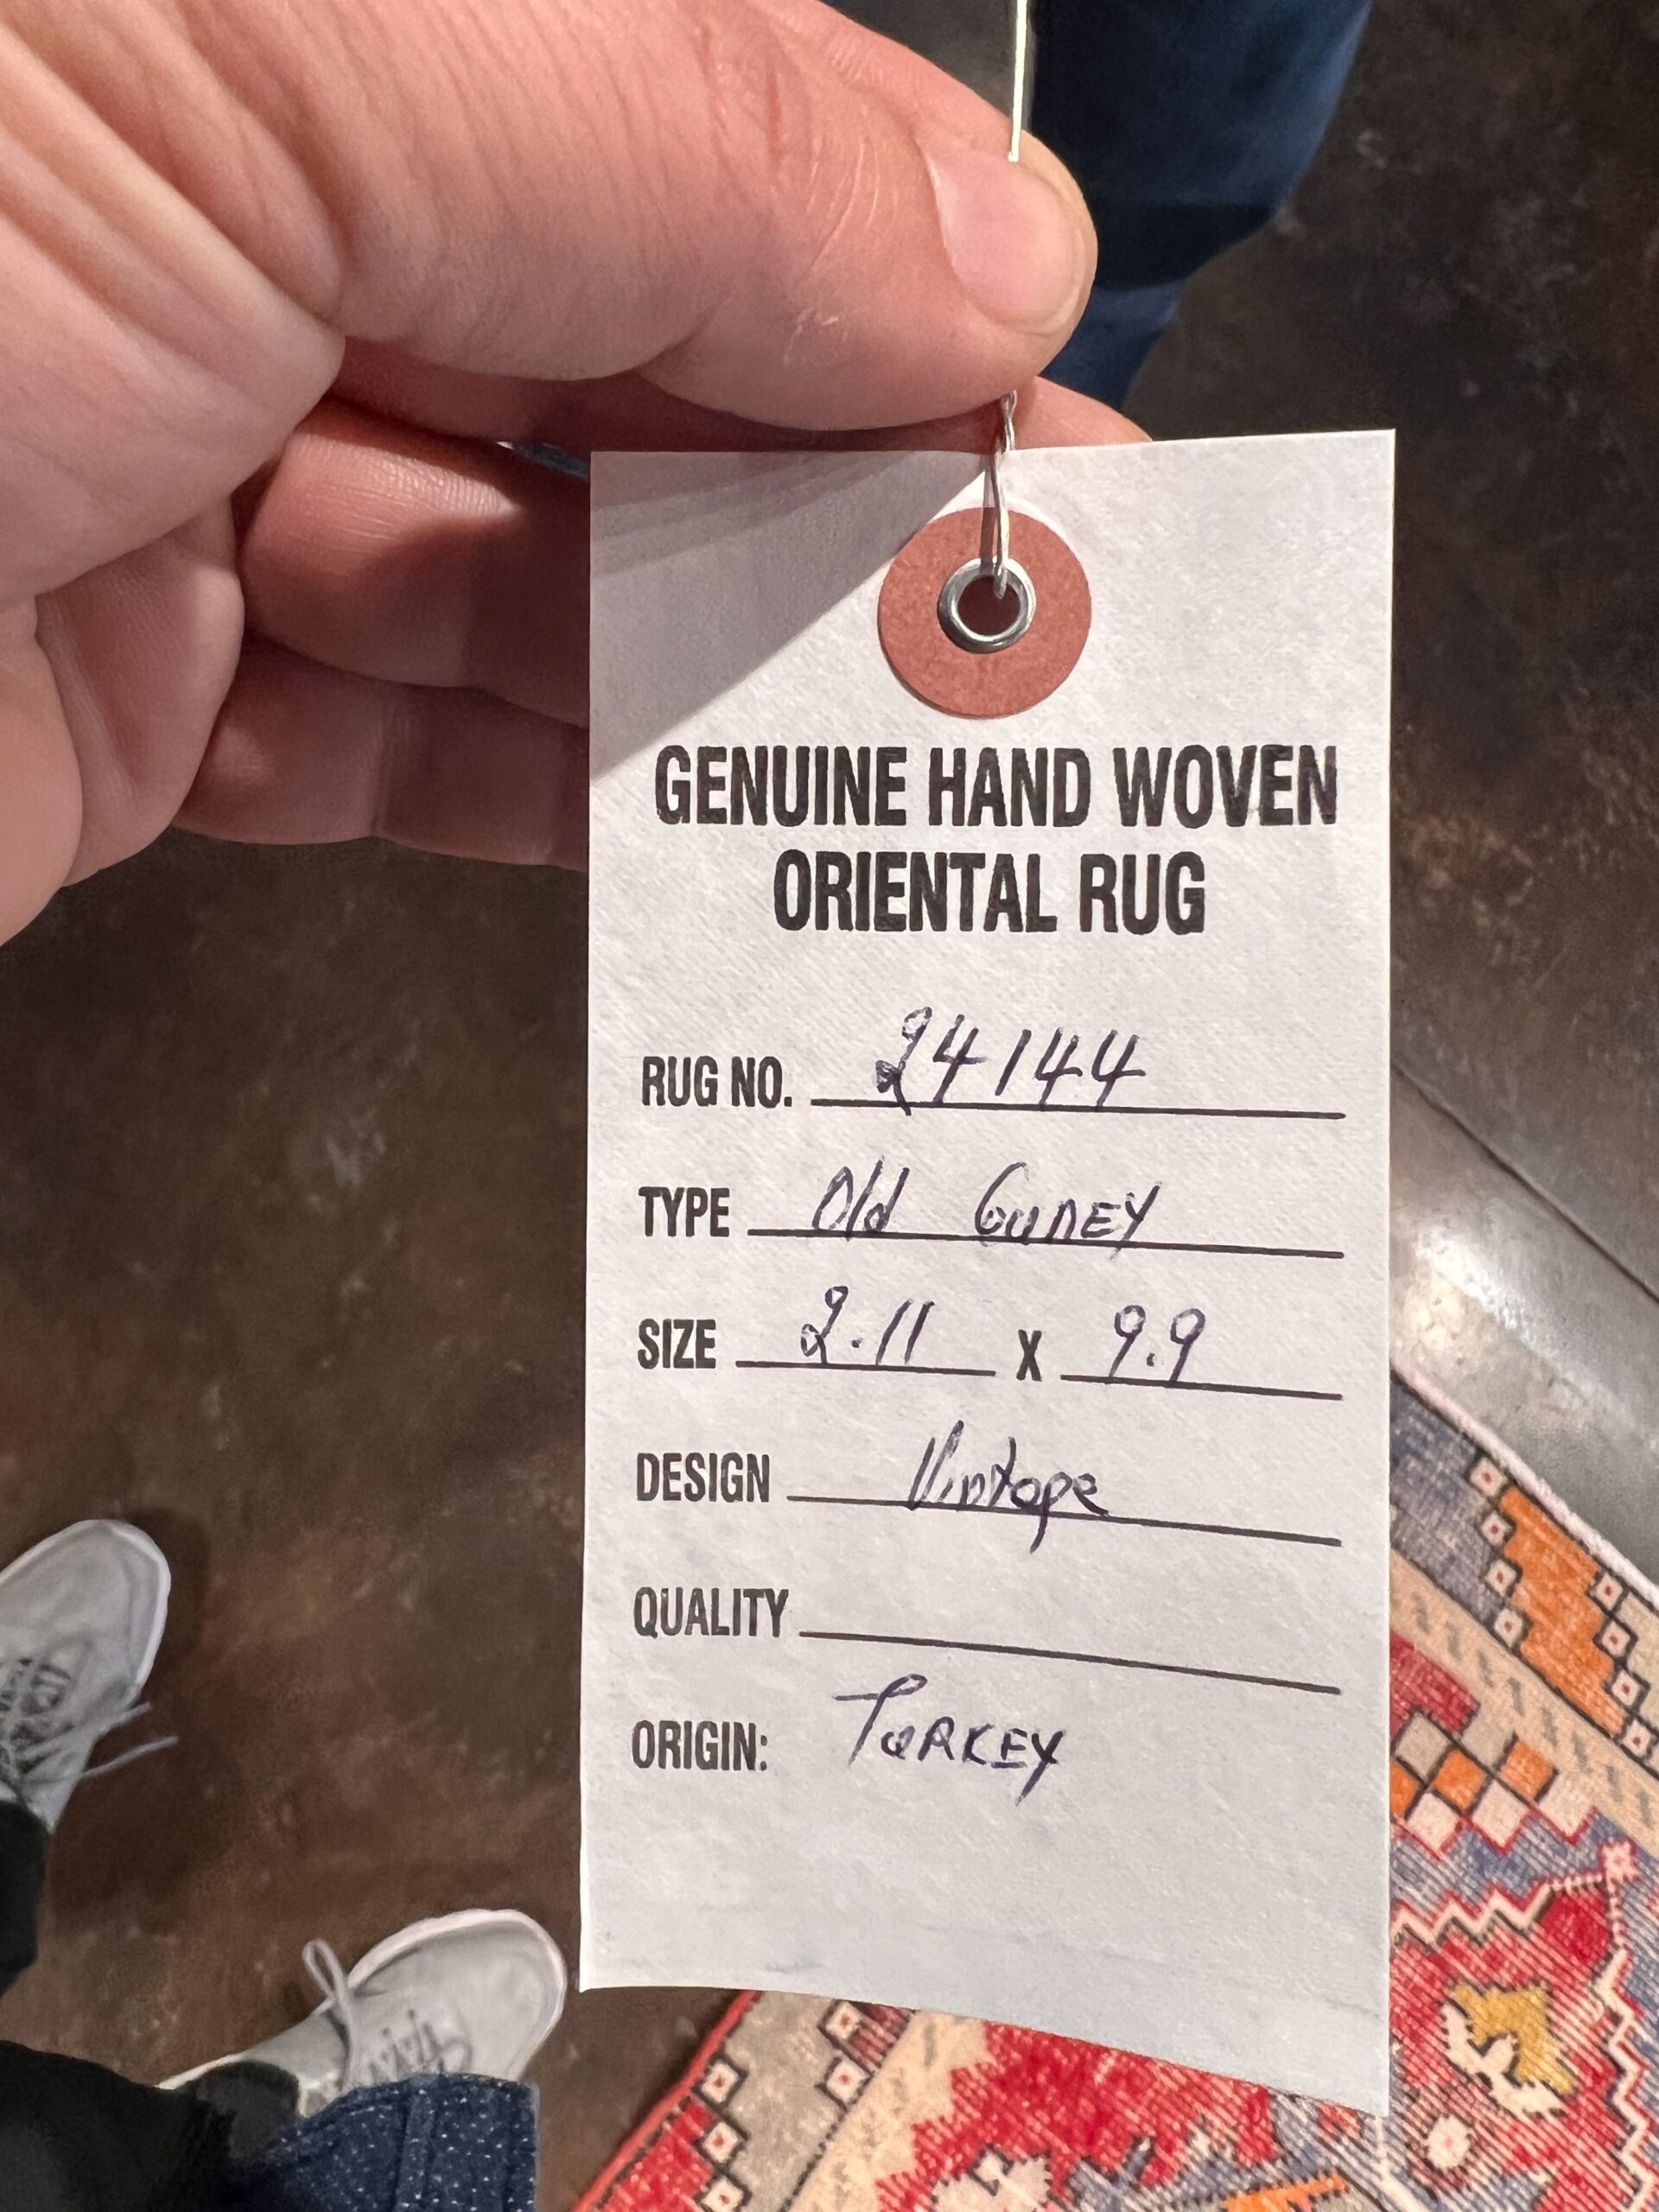 GENUINE HAND WOVEN
ORIENTAL RUG
RUG NO. 24144
TYPE Old GUNEY
SIZE 2.11 X 9.9
DESIGN Vintage
QUALITY
ORIGIN: TURKEY